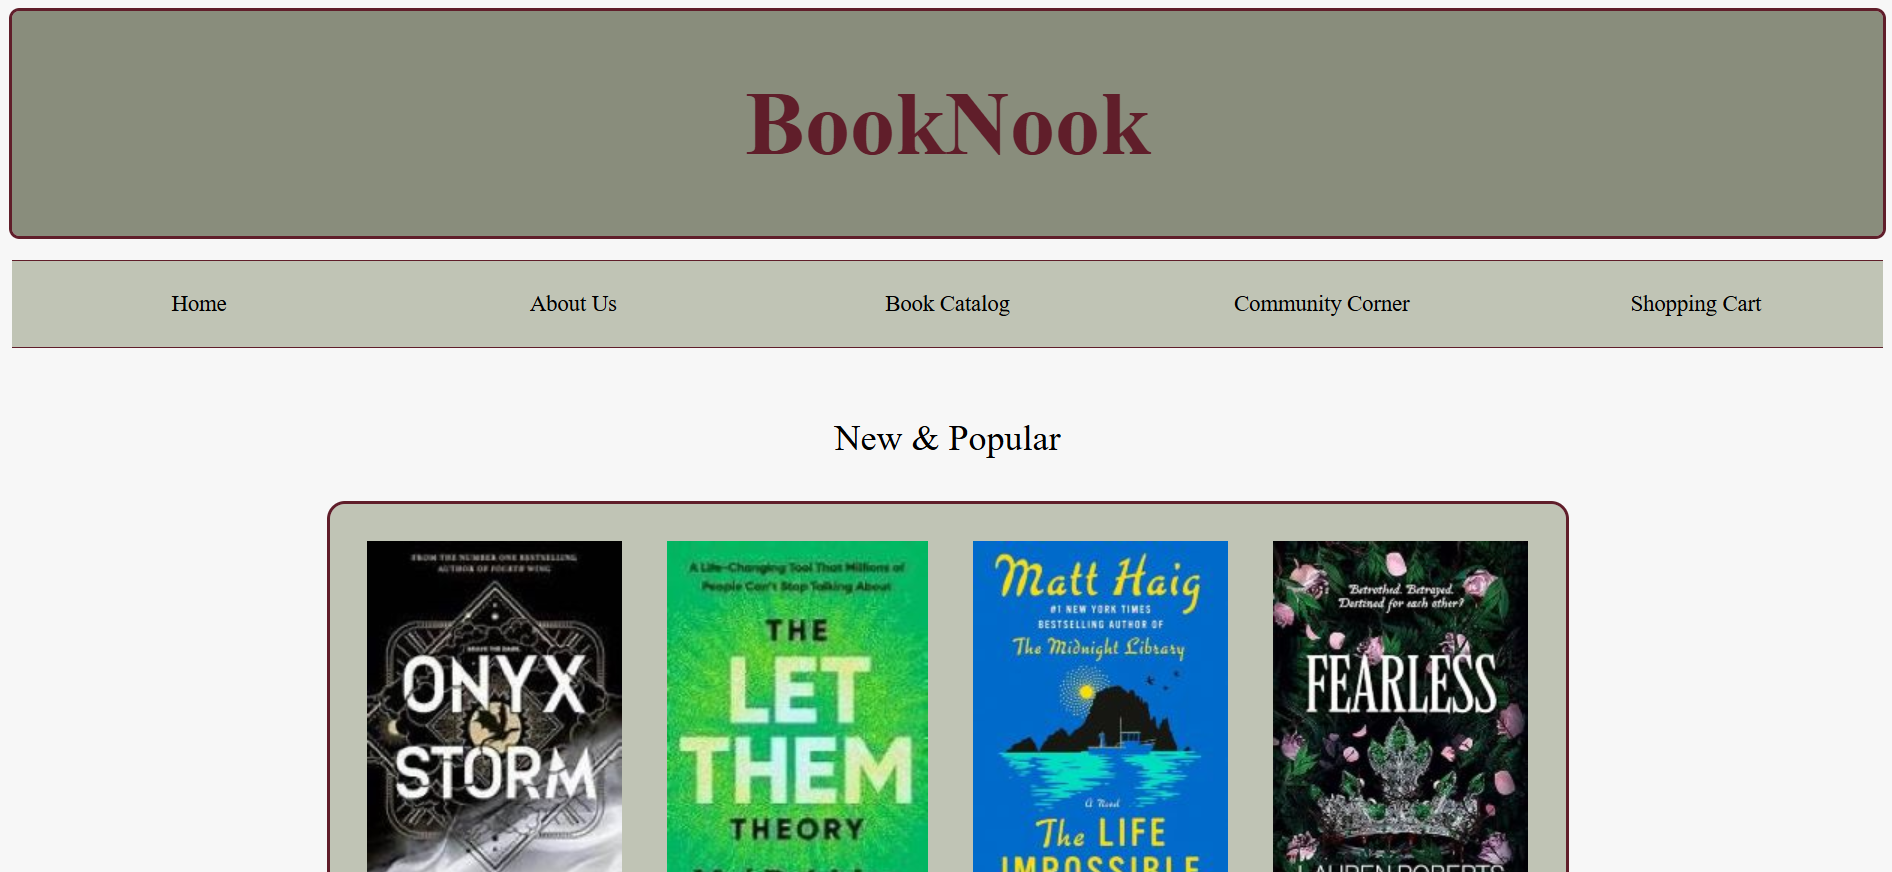 BookNook
Home
About Us
Book Catalog
Community Corner
Shopping Cart
New & Popular
FROM THE NUMBER ONE BESTSELLING
AUTHOR OF FOURTH WING
BRAVE THE DARK.
ONYX
STORM
A Life-Changing Tool That Millions of
People Can't Stop Talking About
THE
LET
THEM
THEORY
Matt Haig
#1 NEW YORK TIMES
BESTSELLING AUTHOR OF
The Midnight Library
A Novel
The LIFE
IMPOSSIBLE
Betrothed. Betrayed.
Destined for each other?
FEARLESS
LAUREN ROBERTS